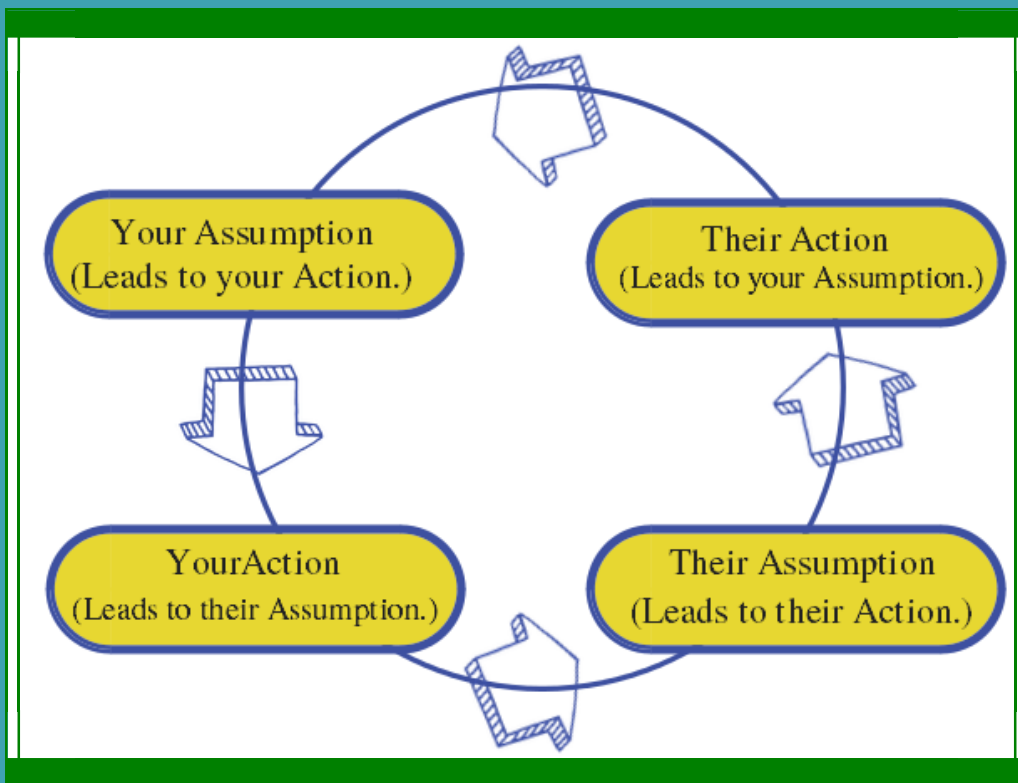 Your Assumption
(Leads to your Action.)
Their Action
(Leads to your Assumption.)
YourAction
(Leads to their Assumption.)
Their Assumption
(Leads to their Action.)